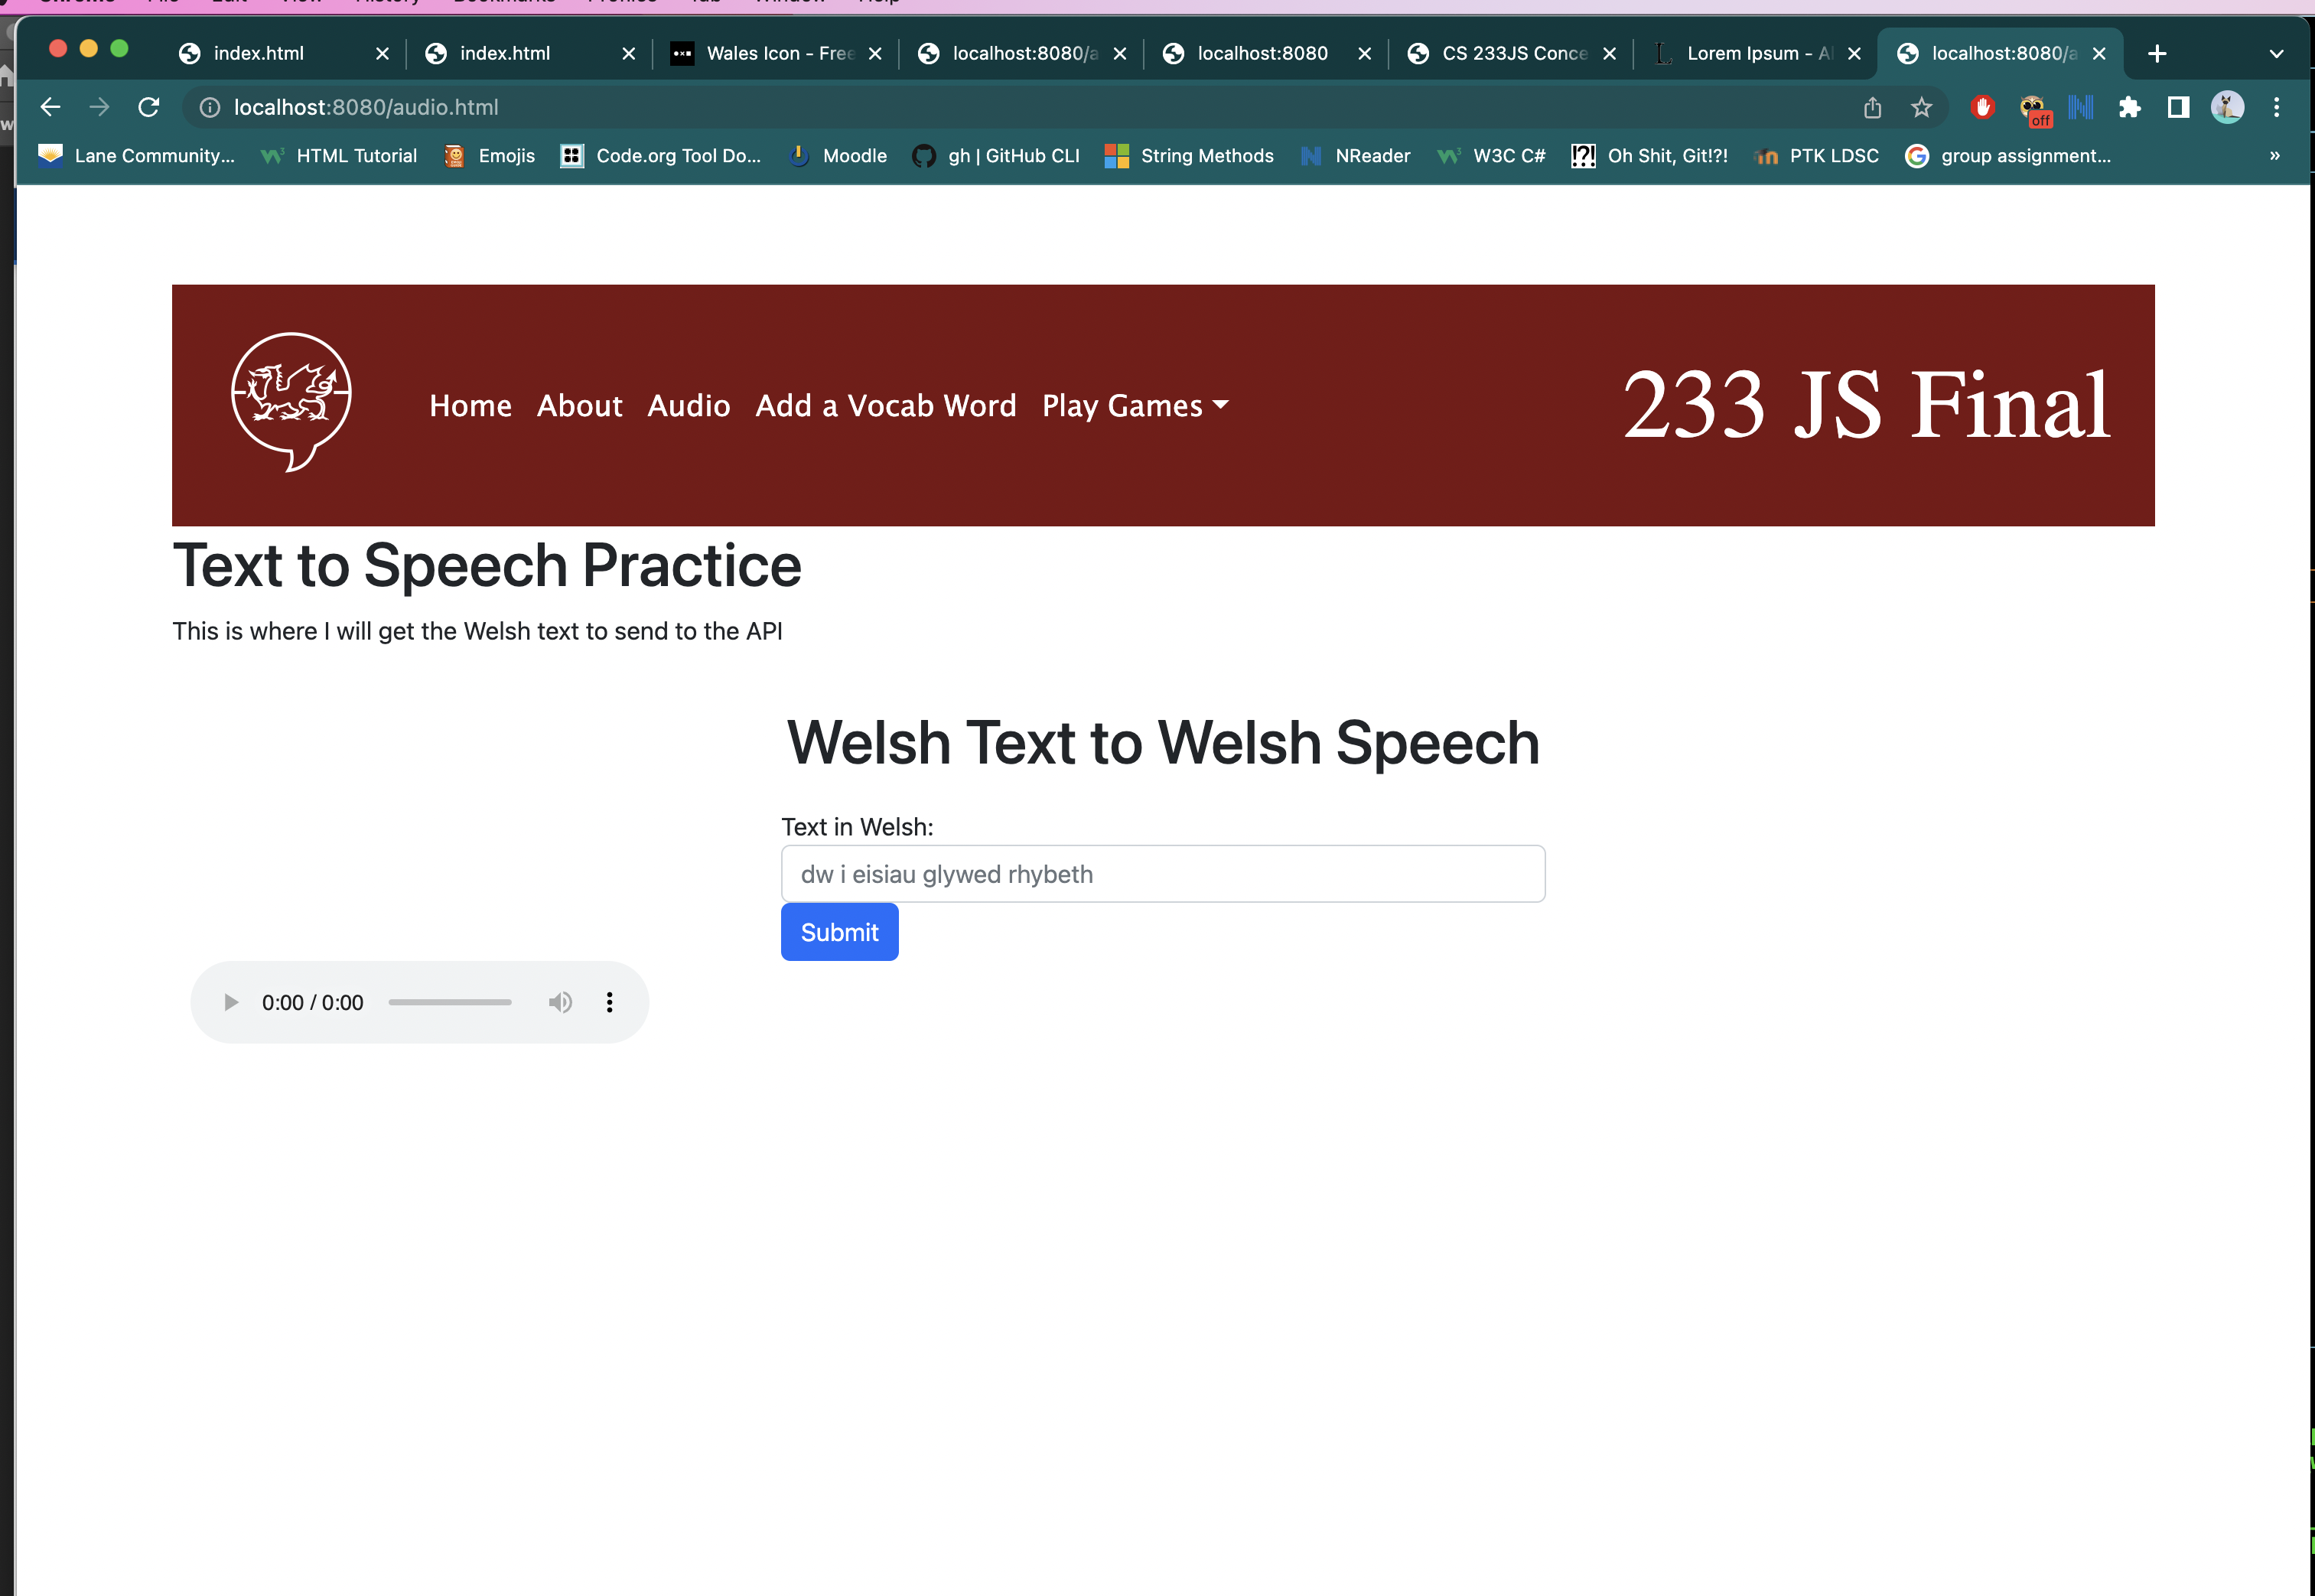 index.html
index.html
Wales Icon - Free
localhost:8080/a
localhost:8080
CS 233JS Conce
Lorem Ipsum - Al
localhost:8080/a
localhost:8080/audio.html
off
Lane Community...
HTML Tutorial
Emojis
Code.org Tool Do...
Moodle
gh | GitHub CLI
String Methods
NReader
W3C C#
Oh Shit, Git!?!
PTK LDSC
group assignment...
»
Home About Audio Add a Vocab Word Play Games
233 JS Final
Text to Speech Practice
This is where I will get the Welsh text to send to the API
Welsh Text to Welsh Speech
Text in Welsh:
dw i eisiau glywed rhybeth
Submit
0:00 / 0:00